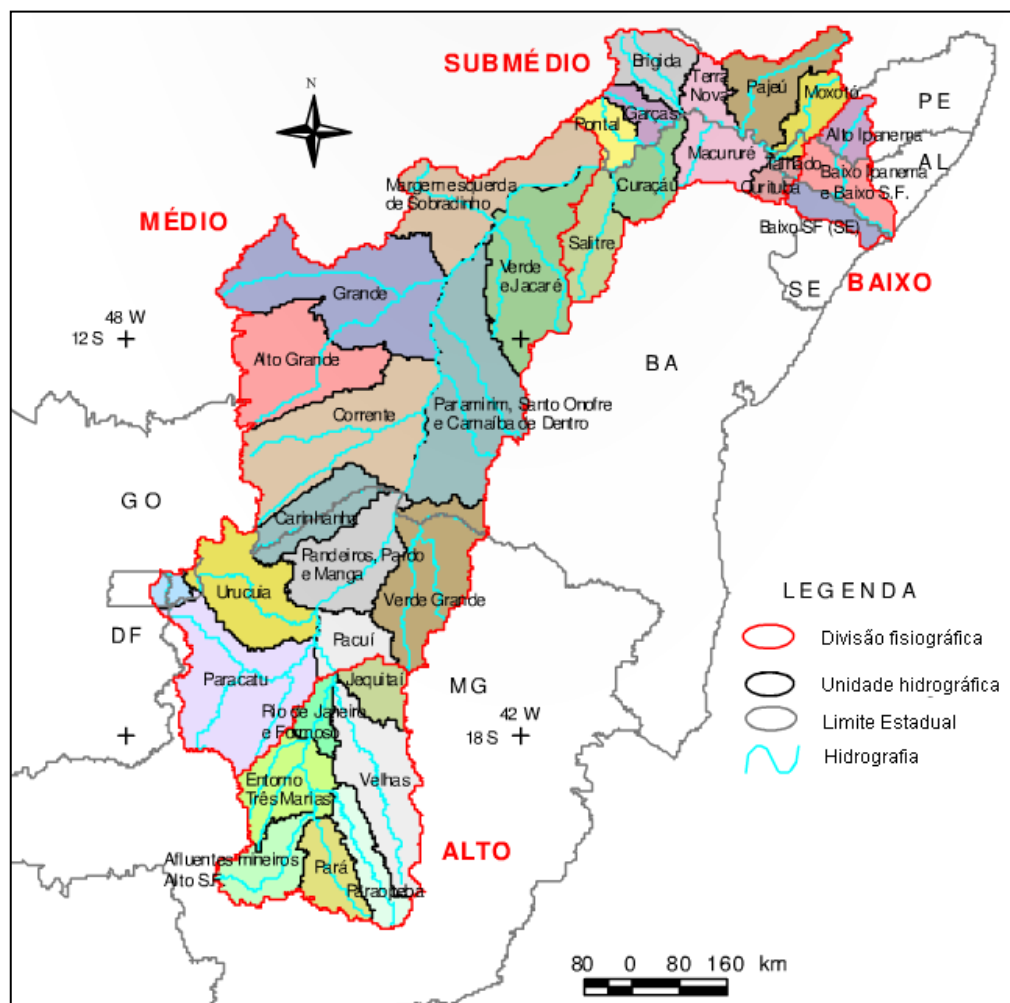 SUBMÉDIO
Brígida
Terra
Nova
Pajeú
Moxotó
PE
N
Garças
Pontal
Alto Ipanema
AL
Macururé
Baixo Ipanema
e Baixo S.F.
Curituba
Curaçau
Margem esquerda
de Sobradinho
MÉDIO
Baixo SF (SE)
Salitre
Verde
e Jacaré
BAIXO
SE
Grande
48 W
12 S
Alto Grande
BA
Corrente
Paramirim, Santo Onofre
e Carnaíba de Dentro
GO
Carinhanha
Pandeiros, Pardo
e Manga
Urucuia
Verde Grande
LEGENDA
DF
Pacuí
Divisão fisiográfica
Paracatu
Jequitaí
MG
Unidade hidrográfica
Rio de Janeiro
e Formoso
42 W
18 S
Limite Estadual
Hidrografia
Entorno
Três Marias
Velhas
ALTO
Afluentes mineiros
Alto SF
Pará
Paraopeba
80 0 80 160 km